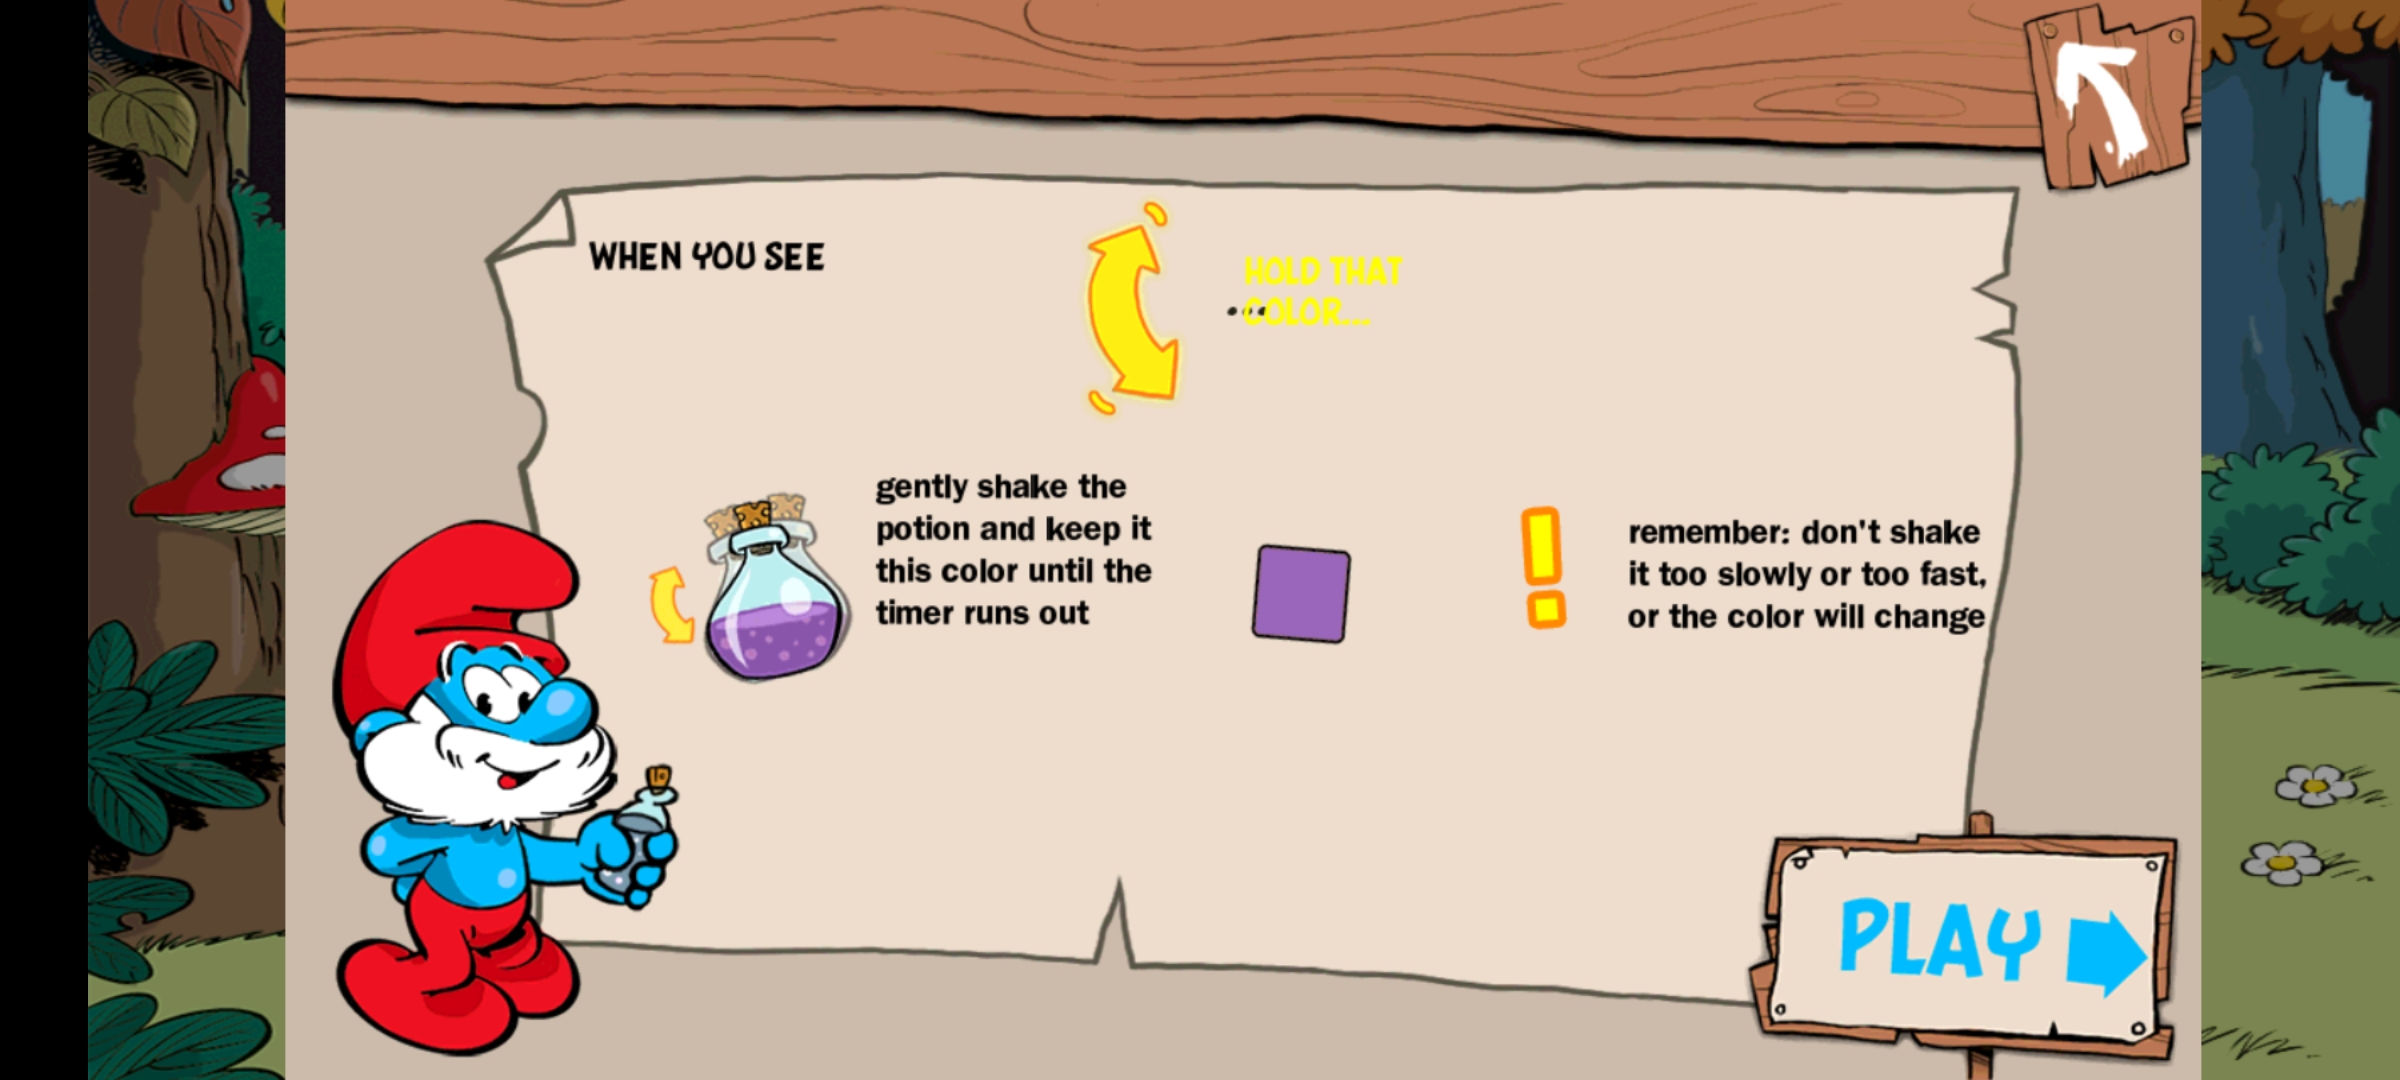 WHEN YOU SEE
HOLD THAT
COLOR...
...
gently shake the
potion and keep it
this color until the
timer runs out
!
remember: don't shake
it too slowly or too fast,
or the color will change
PLAY